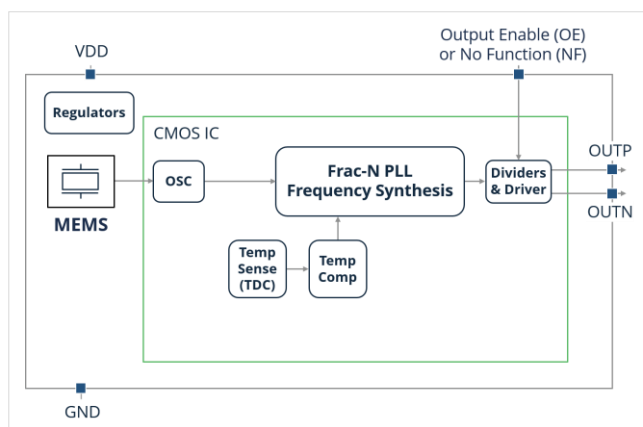 VDD
Output Enable (OE)
or No Function (NF)
Regulators
CMOS IC
MEMS
OSC
Frac-N PLL
Frequency Synthesis
Dividers
& Driver
OUTP
OUTN
Temp
Sense
(TDC)
Temp
Comp
GND